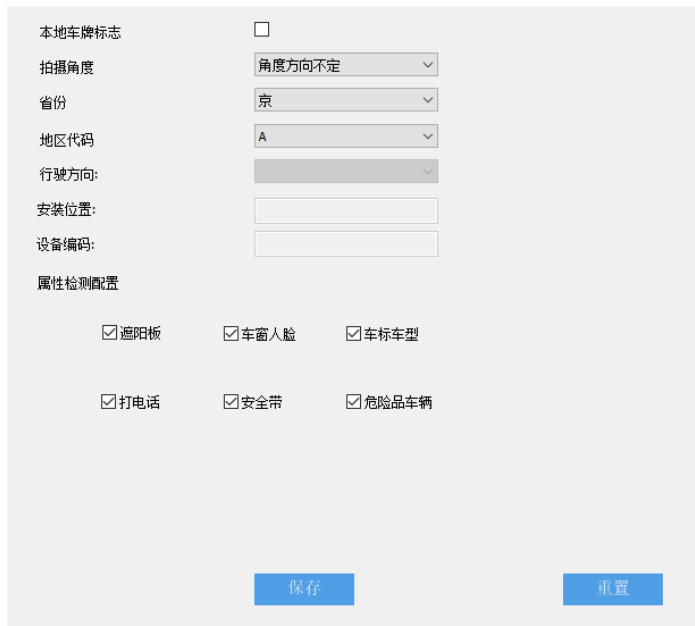 本地车牌标志
拍摄角度 角度方向不定
省份 京
地区代码 A
行驶方向:
安装位置:
设备编码:
属性检测配置
遮阳板 车窗人脸 车标车型
打电话 安全带 危险品车辆
保存 重置